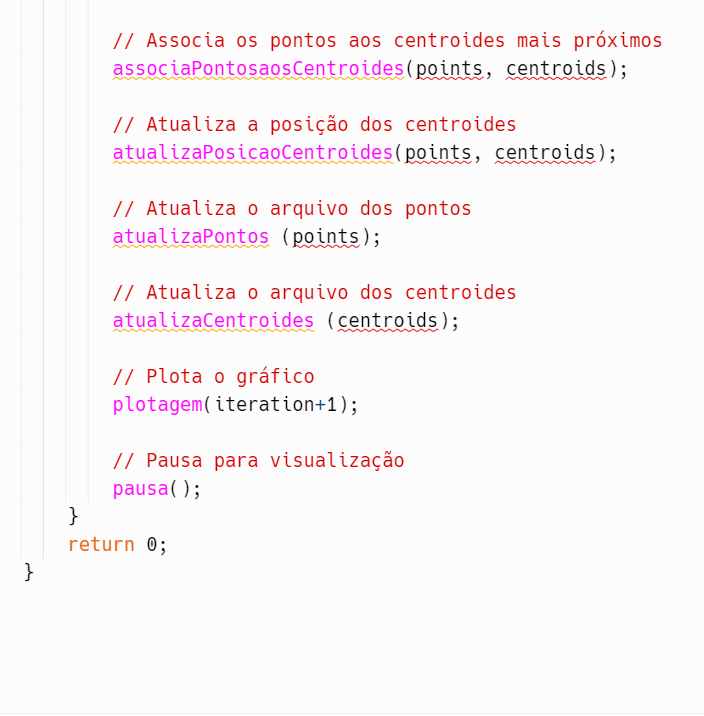 // Associa os pontos aos centroides mais próximos
associaPontosaosCentroides(points, centroids);
// Atualiza a posição dos centroides
atualizaPosicaoCentroides(points, centroids);
// Atualiza o arquivo dos pontos
atualizaPontos (points);
// Atualiza o arquivo dos centroides
atualizaCentroides (centroids);
// Plota o gráfico
plotagem(iteration+1);
// Pausa para visualização
pausa();
}
return 0;
}